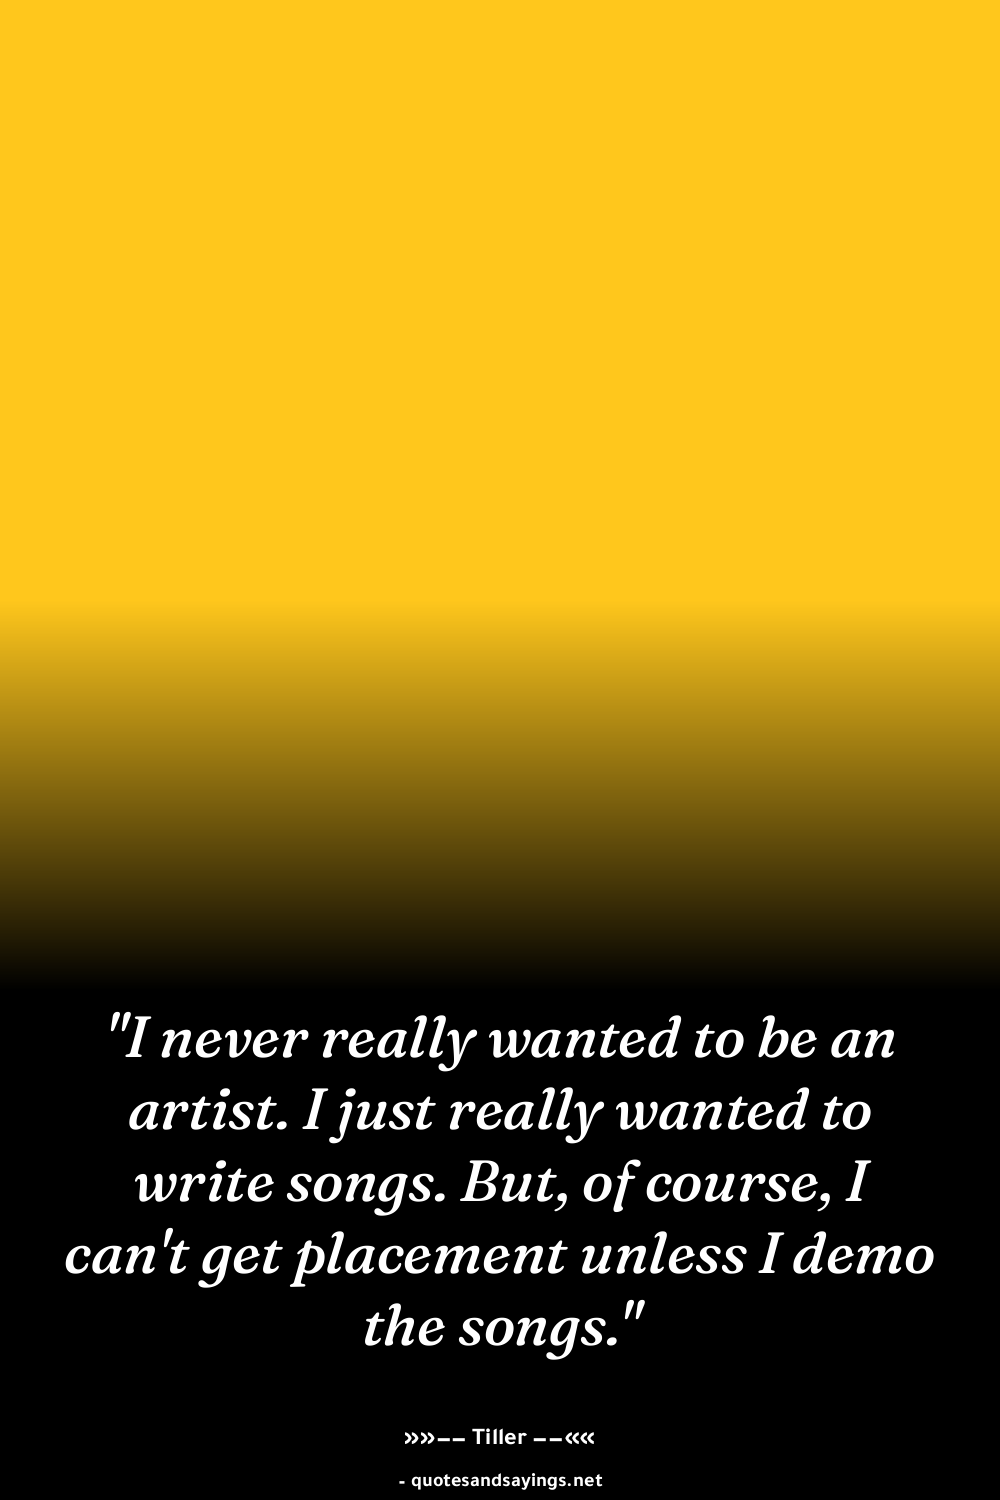 "I never really wanted to be an
artist. I just really wanted to
write songs. But, of course, I
can't get placement unless I demo
the songs."
»»–– Tiller ––««
- quotesandsayings.net